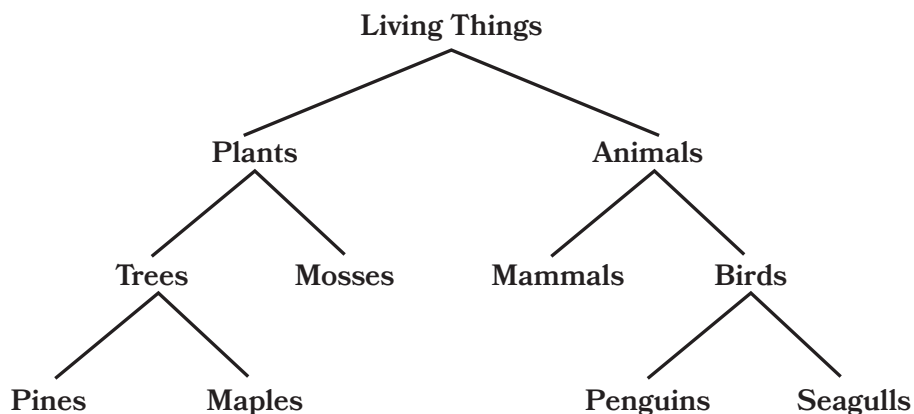 Living Things
Plants Animals
Trees Mosses Mammals Birds
Pines Maples Penguins Seagulls